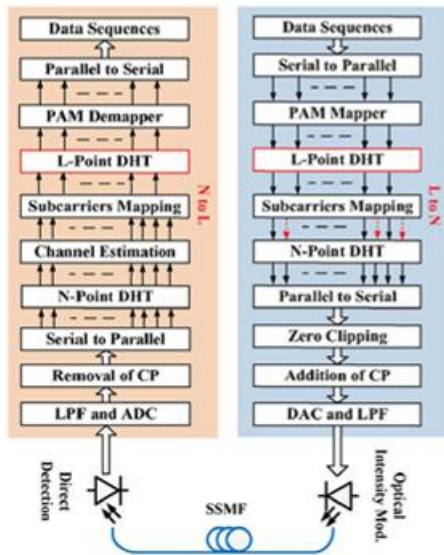 Data Sequences
Parallel to Serial
PAM Demapper
L-Point DHT
Subcarriers Mapping
Channel Estimation
N-Point DHT
Serial to Parallel
Removal of CP
LPF and ADC
N to L
Direct
Detection
Data Sequences
Serial to Parallel
PAM Mapper
L-Point DHT
Subcarriers Mapping
N-Point DHT
Parallel to Serial
Zero Clipping
Addition of CP
DAC and LPF
L to N
Optical
Intensity Mod.
SSMF